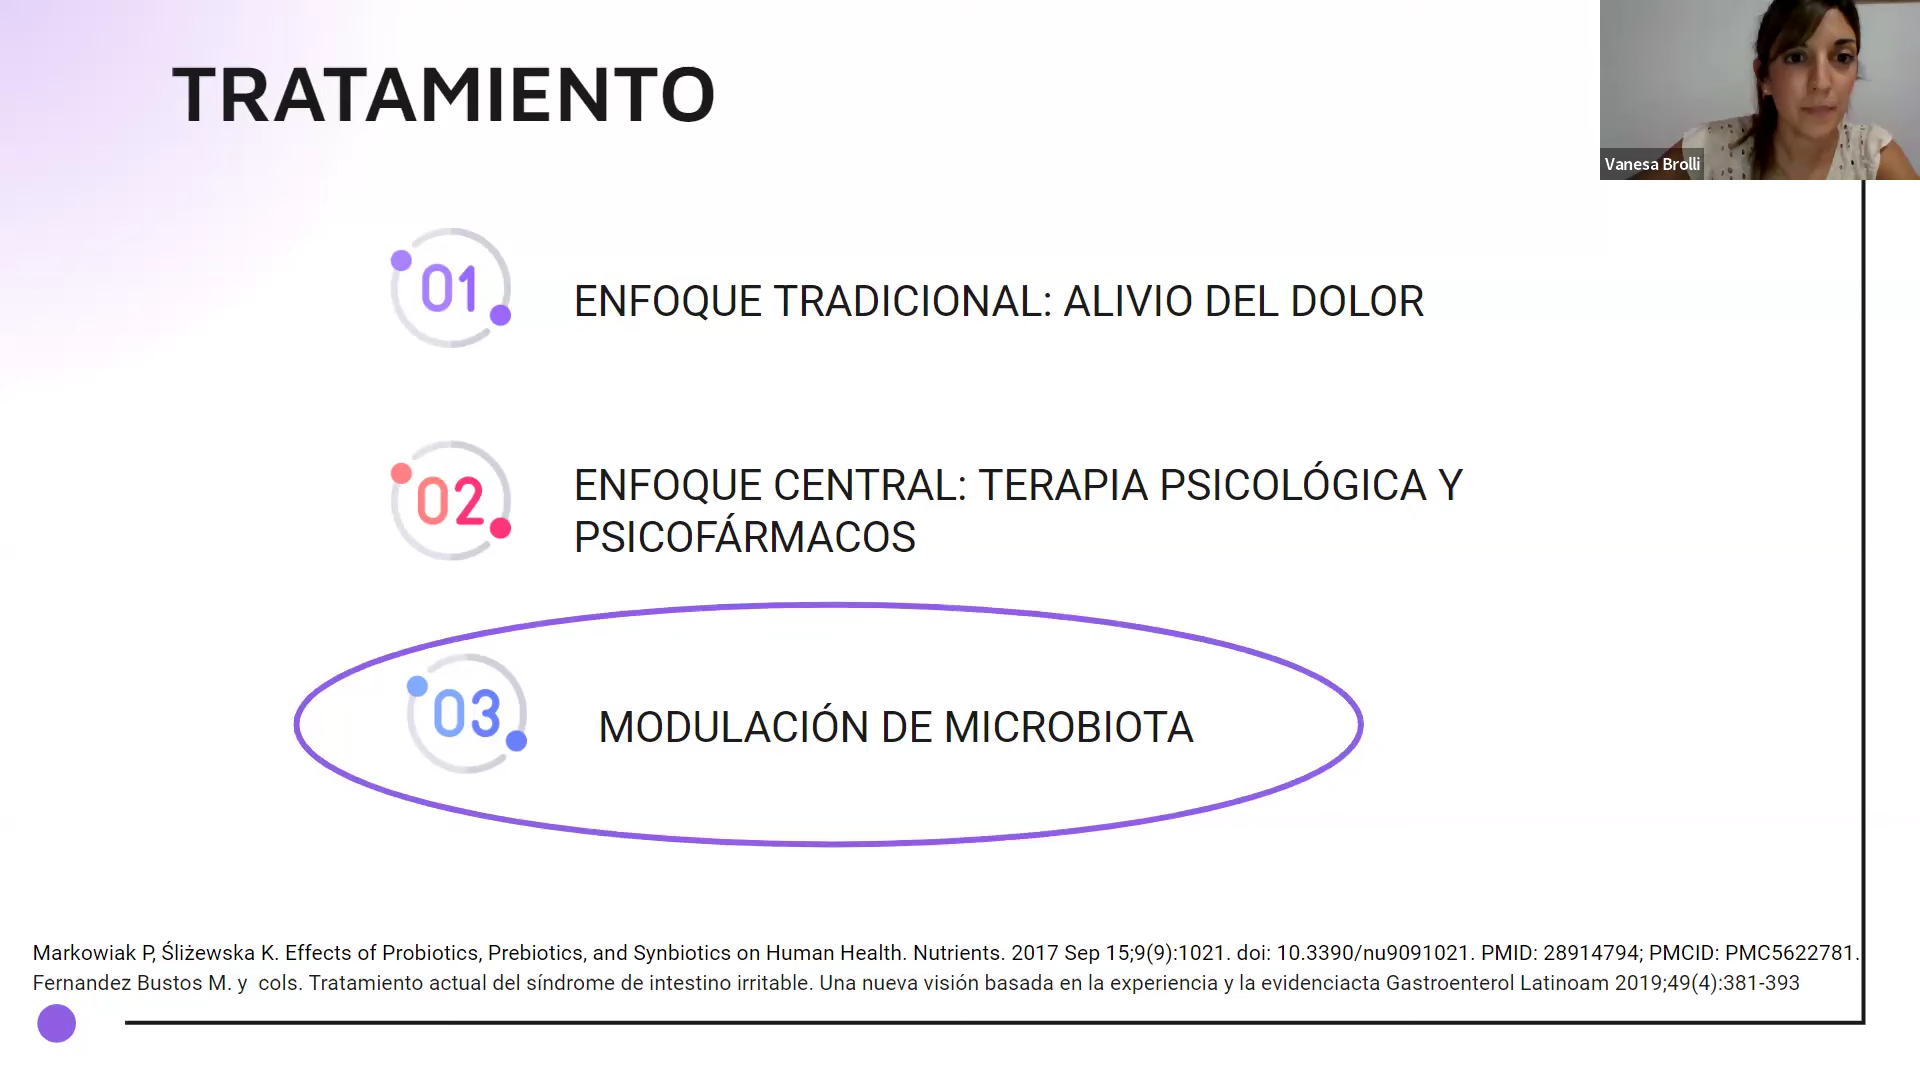 TRATAMIENTO
Vanesa Brolli
01
ENFOQUE TRADICIONAL: ALIVIO DEL DOLOR
02
ENFOQUE CENTRAL: TERAPIA PSICOLÓGICA Y
PSICOFÁRMACOS
03
MODULACIÓN DE MICROBIOTA
Markowiak P, Śliżewska K. Effects of Probiotics, Prebiotics, and Synbiotics on Human Health. Nutrients. 2017 Sep 15;9(9):1021. doi: 10.3390/nu9091021. PMID: 28914794; PMCID: PMC5622781.
Fernandez Bustos M. y cols. Tratamiento actual del síndrome de intestino irritable. Una nueva visión basada en la experiencia y la evidenciacta Gastroenterol Latinoam 2019;49(4):381-393